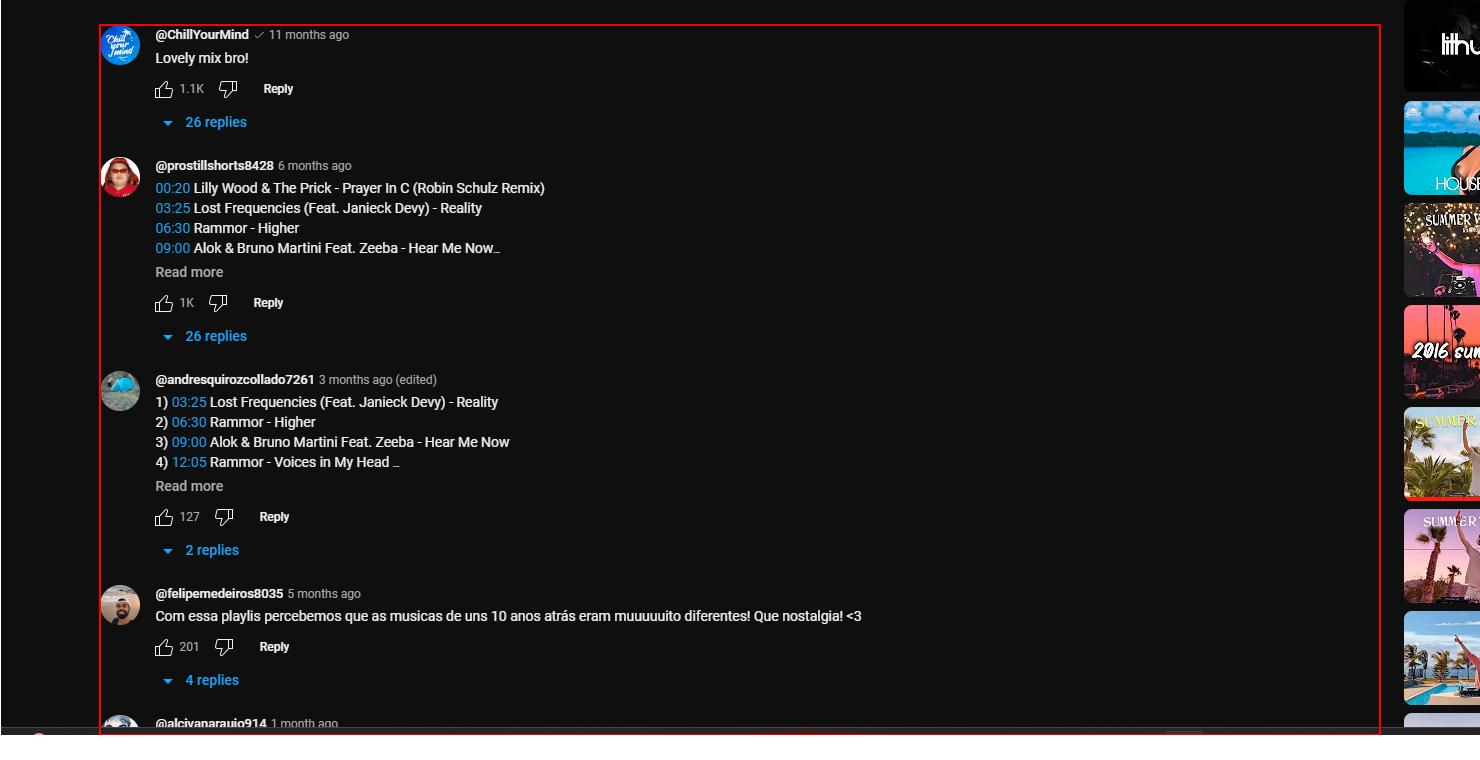 Chill your mind
@ChillYourMind 11 months ago
Lovely mix bro!
1.1K Reply
26 replies
@prostillshorts8428 6 months ago
00:20 Lilly Wood & The Prick - Prayer In C (Robin Schulz Remix)
03:25 Lost Frequencies (Feat. Janieck Devy) - Reality
06:30 Rammor - Higher
09:00 Alok & Bruno Martini Feat. Zeeba - Hear Me Now...
Read more
1K Reply
26 replies
@andresquirozcollado7261 3 months ago (edited)
1) 03:25 Lost Frequencies (Feat. Janieck Devy) - Reality
2) 06:30 Rammor - Higher
3) 09:00 Alok & Bruno Martini Feat. Zeeba - Hear Me Now
4) 12:05 Rammor - Voices in My Head ...
Read more
127 Reply
2 replies
@felipemedeiros8035 5 months ago
Com essa playlis percebemos que as musicas de uns 10 anos atrás eram muuuuuito diferentes! Que nostalgia! <3
201 Reply
4 replies
@alcivanaraujo914 1 month ago
lithu
HOUSE
SUMMER
2016 sum
SUMMER
SUMMER